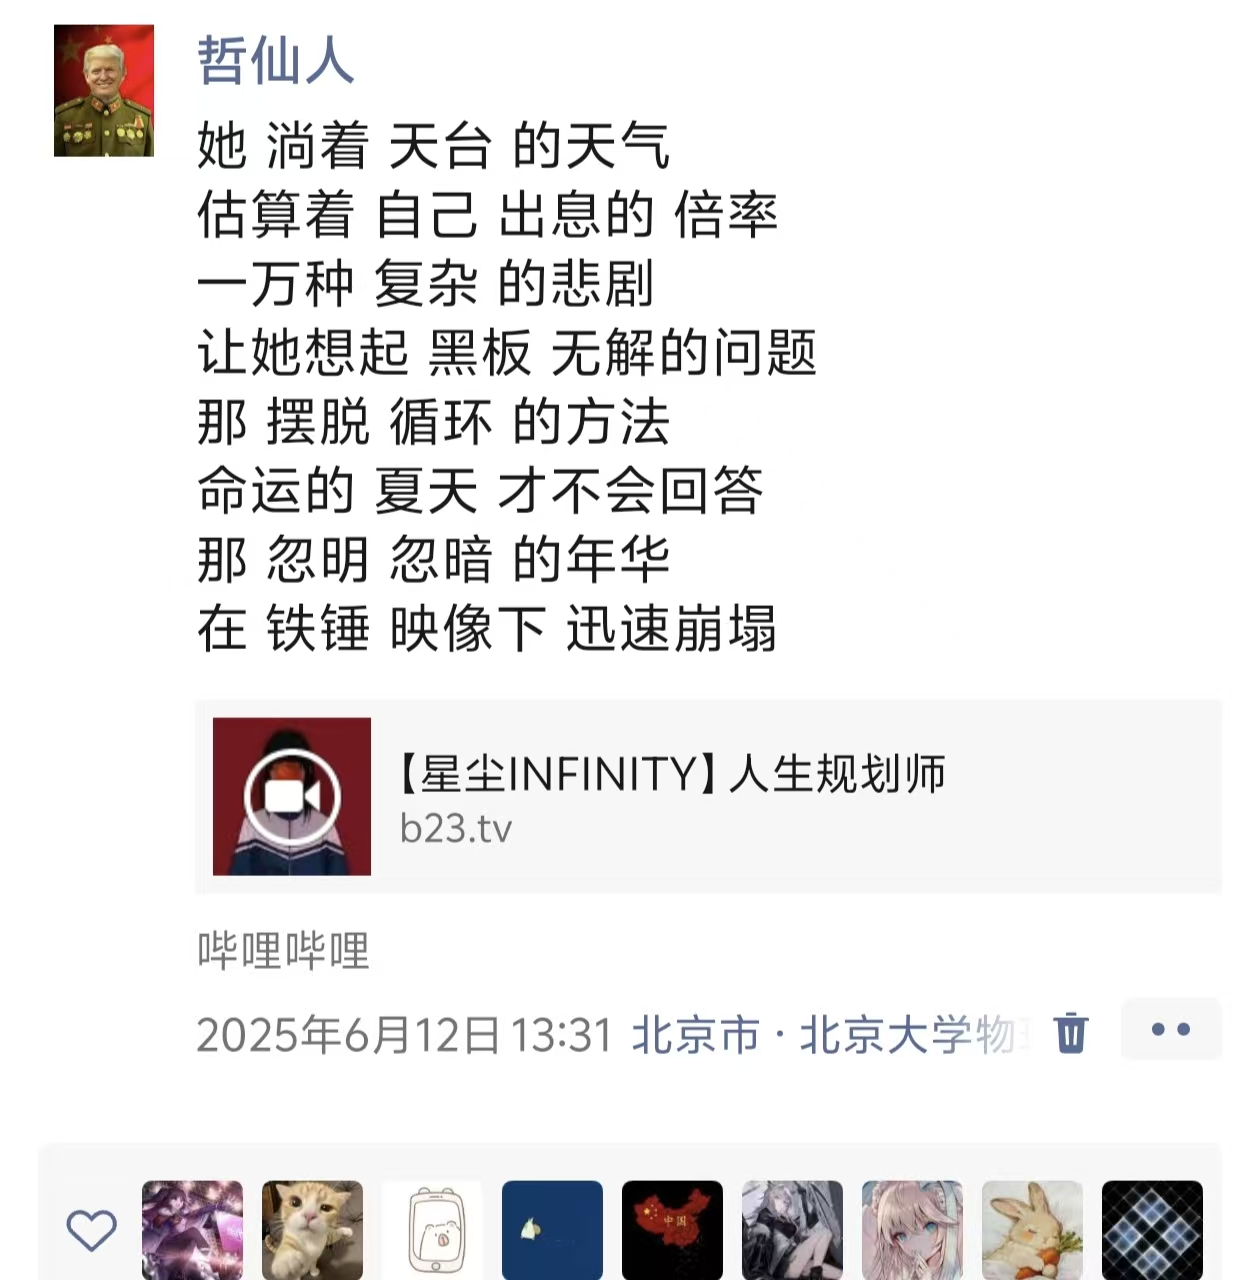 哲仙人
她 淌着 天台 的天气
估算着 自己 出息的 倍率
一万种 复杂 的悲剧
让她想起 黑板 无解的问题
那 摆脱 循环 的方法
命运的 夏天 才不会回答
那 忽明 忽暗 的年华
在 铁锤 映像下 迅速崩塌
【星尘INFINITY】人生规划师
b23.tv
哔哩哔哩
2025年6月12日 13:31 北京市 · 北京大学物
中国